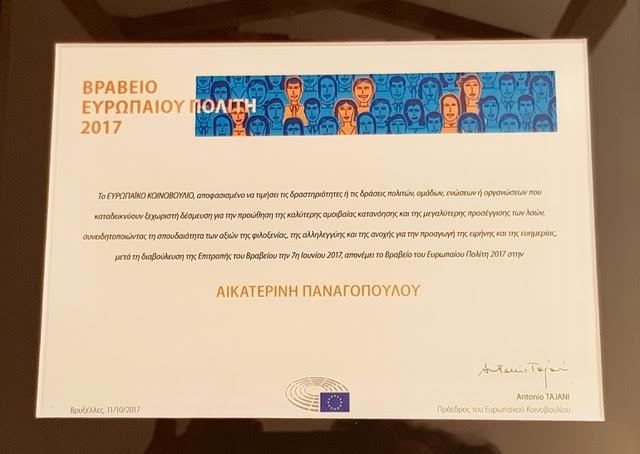 ΒΡΑΒΕΙΟ
ΕΥΡΩΠΑΙΟΥ ΠΟΛΙΤΗ
2017
Το ΕΥΡΩΠΑΪΚΟ ΚΟΙΝΟΒΟΥΛΙΟ, αποφασισμένο να τιμήσει τις δραστηριότητες ή τις δράσεις πολιτών, ομάδων, ενώσεων ή οργανώσεων που
καταδεικνύουν ξεχωριστή δέσμευση για την προώθηση της καλύτερης αμοιβαίας κατανόησης και της μεγαλύτερης προσέγγισης των λαών,
συνειδητοποιώντας τη σπουδαιότητα των αξιών της φιλοξενίας, της αλληλεγγύης και της ανοχής για την προαγωγή της ειρήνης και της ευημερίας,
μετά τη διαβούλευση της Επιτροπής του Βραβείου την 7η Ιουνίου 2017, απονέμει το Βραβείο του Ευρωπαίου Πολίτη 2017 στην
ΑΙΚΑΤΕΡΙΝΗ ΠΑΝΑΓΟΠΟΥΛΟΥ
Antonio Tajani
Antonio TAJANI
Πρόεδρος του Ευρωπαϊκού Κοινοβουλίου
Βρυξέλλες, 11/10/2017